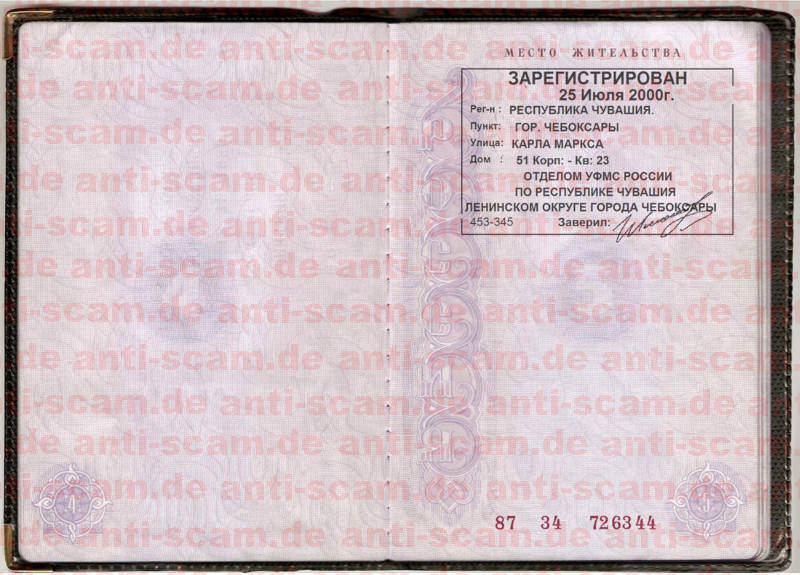 МЕСТО ЖИТЕЛЬСТВА
ЗАРЕГИСТРИРОВАН
25 Июля 2000г.
Рег-н : РЕСПУБЛИКА ЧУВАШИЯ.
Пункт: ГОР. ЧЕБОКСАРЫ
Улица: КАРЛА МАРКСА
Дом : 51 Корп: - Кв: 23
ОТДЕЛОМ УФМС РОССИИ
ПО РЕСПУБЛИКЕ ЧУВАШИЯ
ЛЕНИНСКОМ ОКРУГЕ ГОРОДА ЧЕБОКСАРЫ
453-345 Заверил:
87 34 726344
anti-scam.de